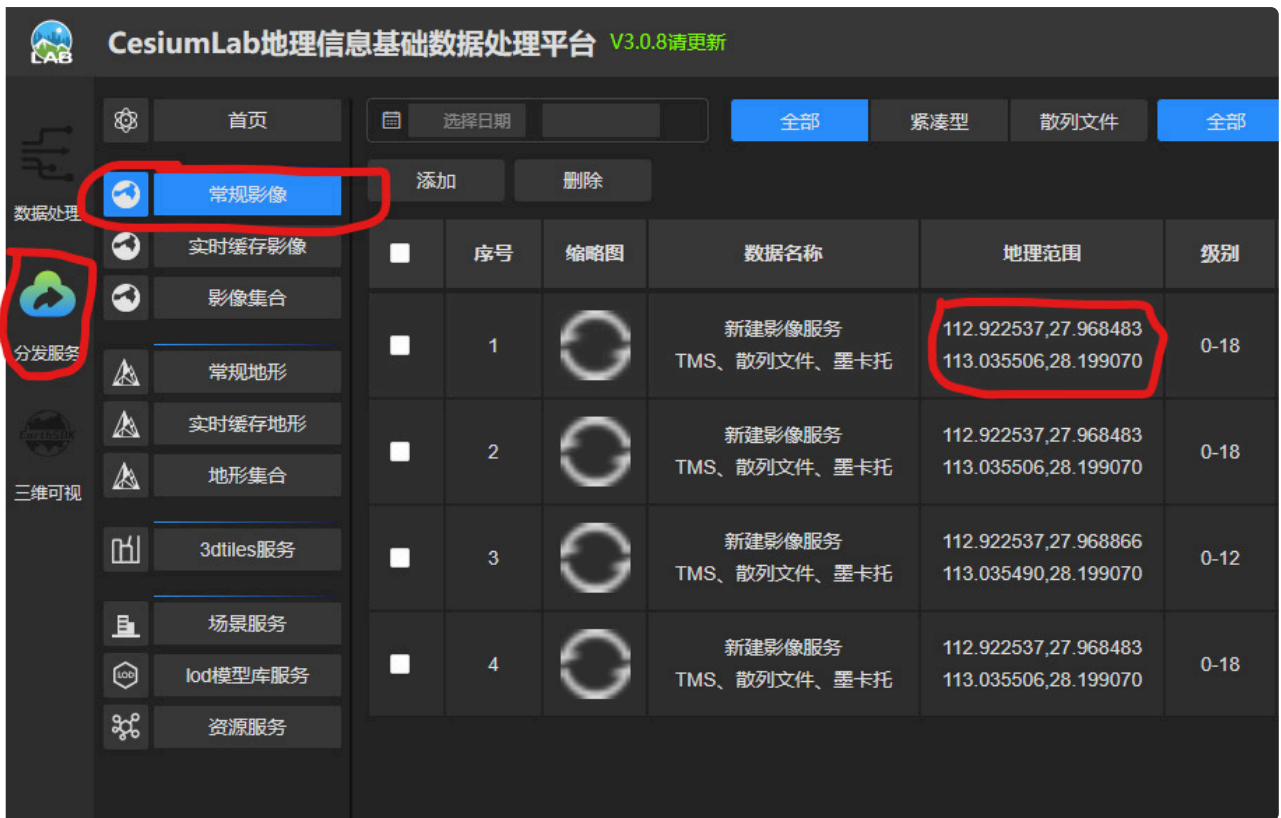 LAB
CesiumLab地理信息基础数据处理平台 V3.0.8请更新
数据处理
分发服务
EarthSDK
三维可视
首页
常规影像
实时缓存影像
影像集合
常规地形
实时缓存地形
地形集合
3dtiles服务
场景服务
LOD
lod模型库服务
资源服务
选择日期
全部
紧凑型
散列文件
全部
添加
删除
序号
缩略图
数据名称
地理范围
级别
1
新建影像服务
TMS、散列文件、墨卡托
112.922537,27.968483
113.035506,28.199070
0-18
2
新建影像服务
TMS、散列文件、墨卡托
112.922537,27.968483
113.035506,28.199070
0-18
3
新建影像服务
TMS、散列文件、墨卡托
112.922537,27.968866
113.035490,28.199070
0-12
4
新建影像服务
TMS、散列文件、墨卡托
112.922537,27.968483
113.035506,28.199070
0-18